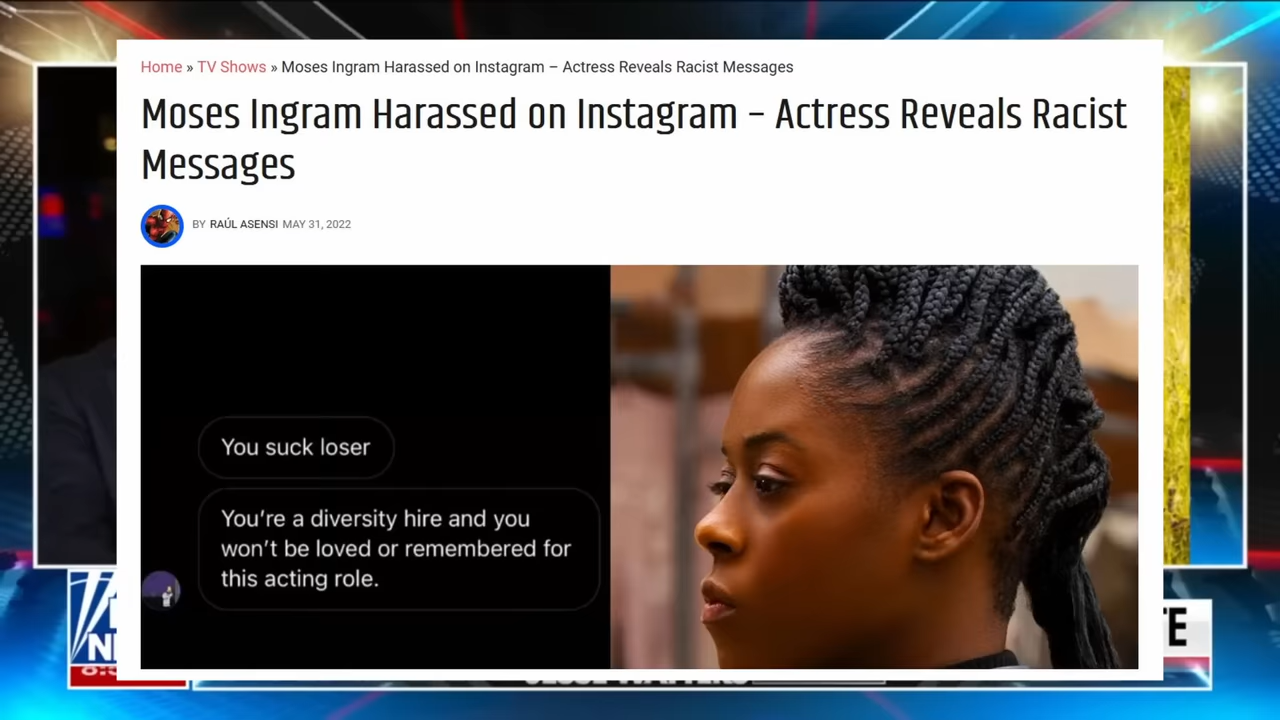 Home » TV Shows » Moses Ingram Harassed on Instagram – Actress Reveals Racist Messages
Moses Ingram Harassed on Instagram – Actress Reveals Racist
Messages
BY RAÚL ASENSI MAY 31, 2022
You suck loser
You're a diversity hire and you
won't be loved or remembered for
this acting role.